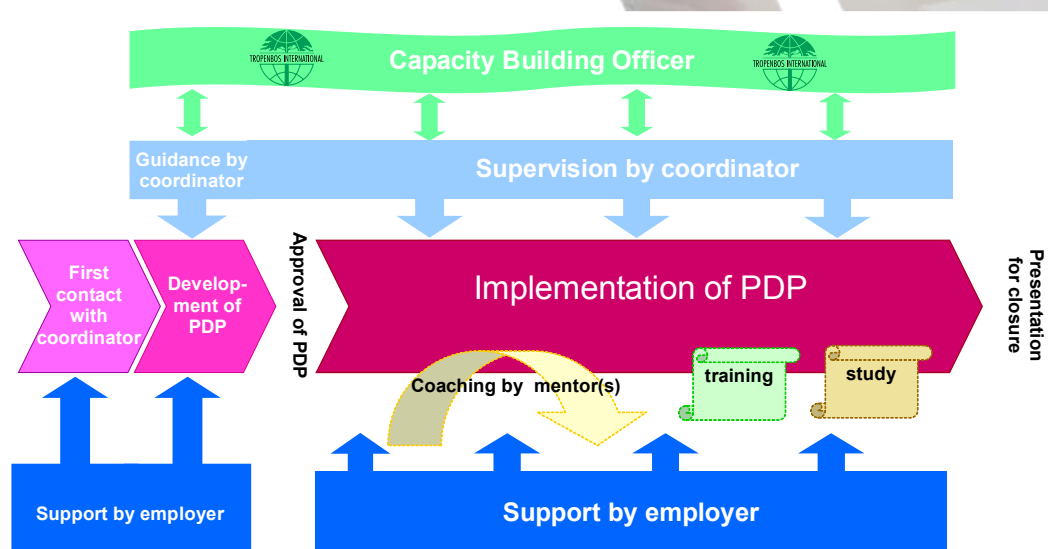 TROPENBOS INTERNATIONAL
Capacity Building Officer
TROPENBOS INTERNATIONAL
Guidance by
coordinator
Supervision by coordinator
First
contact
with
coordinator
Develop-
ment of
PDP
Approval of PDP
Implementation of PDP
Presentation
for closure
Coaching by mentor(s)
training
study
Support by employer
Support by employer